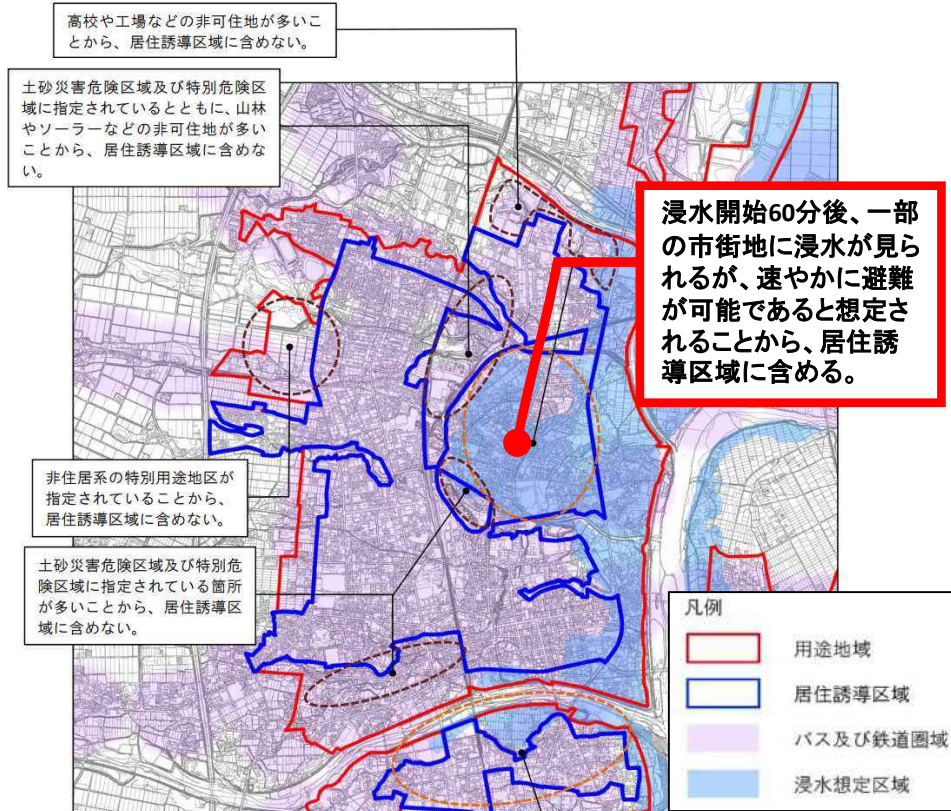 高校や工場などの非可住地が多いこ
とから、居住誘導区域に含めない。
土砂災害危険区域及び特別危険区
域に指定されているとともに、山林
やソーラーなどの非可住地が多い
ことから、居住誘導区域に含めな
い。
浸水開始60分後、一部
の市街地に浸水が見ら
れるが、速やかに避難
が可能であると想定さ
れることから、居住誘
導区域に含める。
非住居系の特別用途地区が
指定されていることから、
居住誘導区域に含めない。
土砂災害危険区域及び特別危
険区域に指定されている箇所
が多いことから、居住誘導区
域に含めない。
凡例
用途地域
居住誘導区域
バス及び鉄道圏域
浸水想定区域